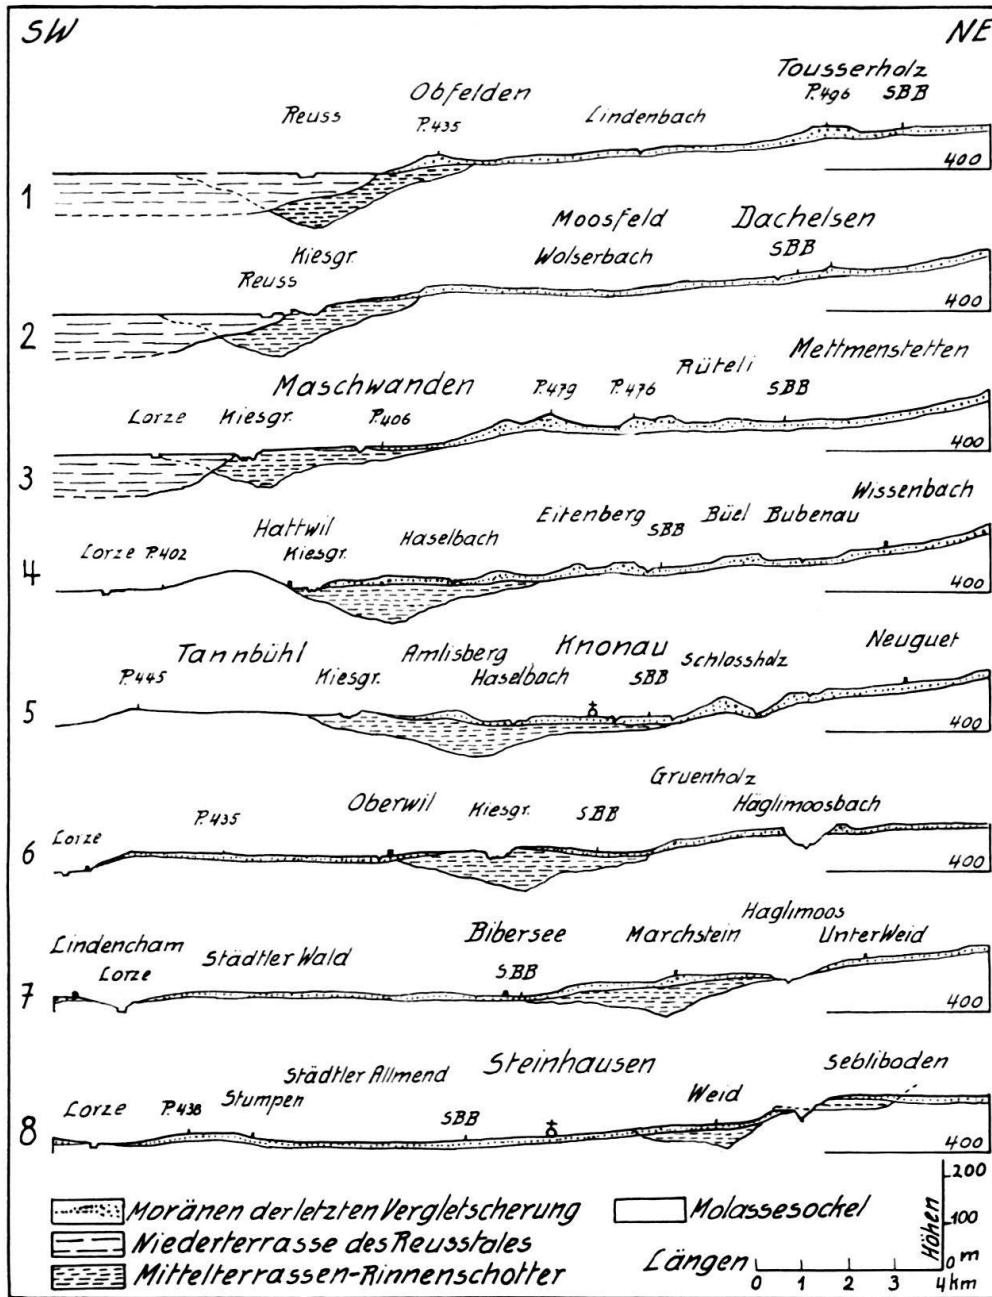 SW NE
Tousserholz
Obfelden P.496 SBB
Reuss P.435 Lindenbach
400
1
Moosfeld Dachelsen
Kiesgr. Wolserbach SBB
Reuss
400
2
Mettmenstetten
Maschwanden P.479 P.476 Rüteli SBB
Lorze Kiesgr. P.406
400
3
Wissenbach
Hattwil Eitenberg SBB Büel Bubenau
Lorze P.402 Kiesgr. Haselbach
400
4
Tannbühl Amlisberg Knonau Schlossholz Neuguet
P.445 Kiesgr. Haselbach SBB
400
5
Gruenholz
Oberwil Kiesgr. SBB Häglimoosbach
Lorze P.435
400
6
Haglimoos
Lindencham Bibersee Marchstein UnterWeid
Lorze Städtler Wald SBB
400
7
Steinhausen Sebliboden
Städtler Allmend
Lorze P.438 Stumpen SBB Weid
400
8
Moränen der letzten Vergletscherung Molassesockel
Niederterrasse des Reusstales
Mittelterrassen-Rinnenschotter
Längen 0 1 2 3 4 km
Höhen 200 100 0 m